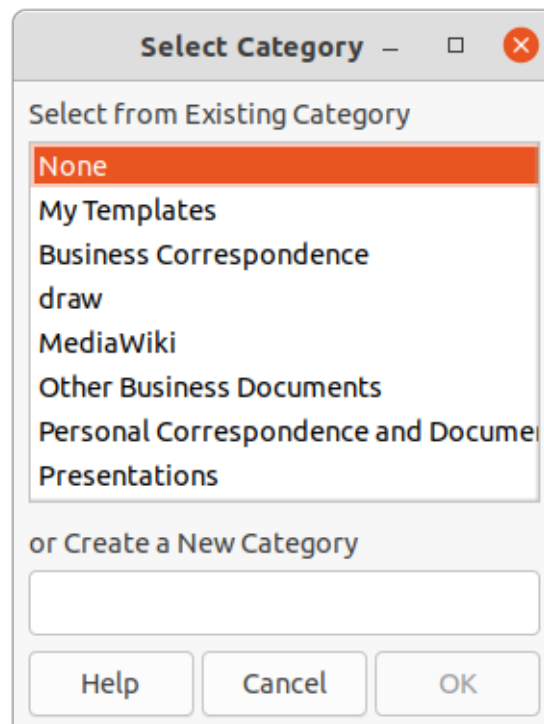 Select Category
Select from Existing Category
None
My Templates
Business Correspondence
draw
MediaWiki
Other Business Documents
Personal Correspondence and Docume
Presentations
or Create a New Category
Help Cancel OK